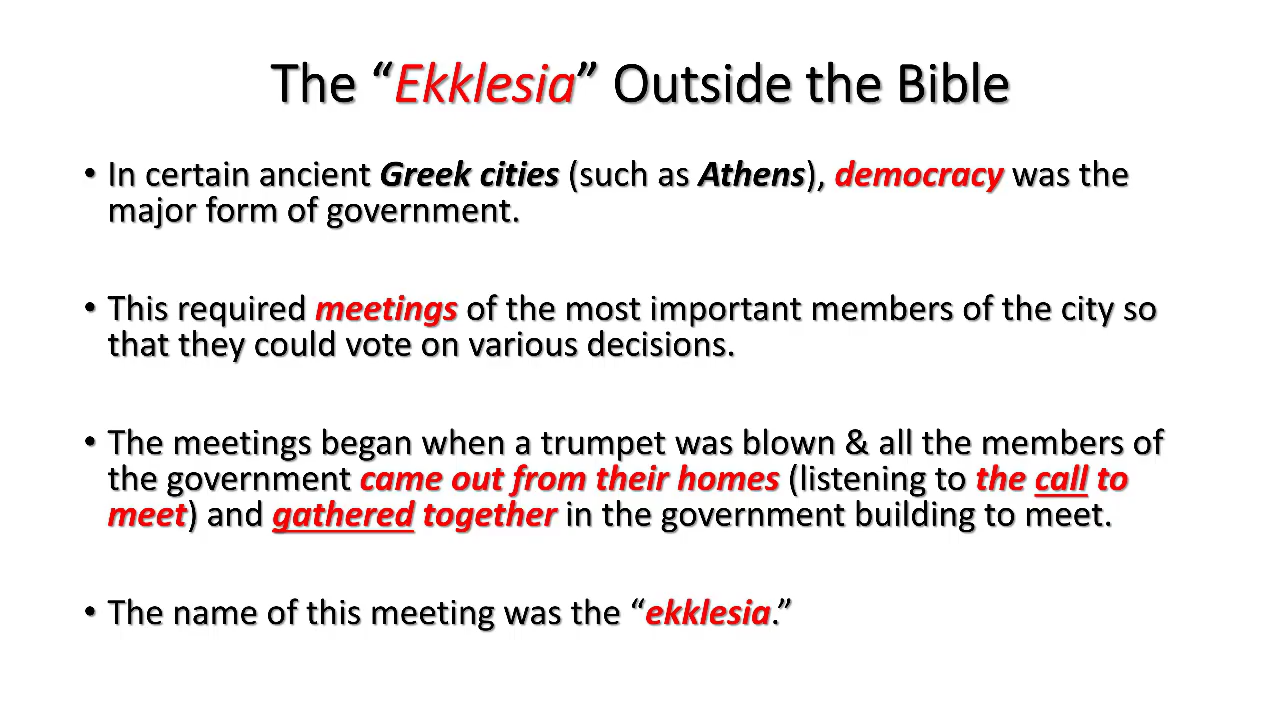 The “Ekklesia” Outside the Bible
• In certain ancient Greek cities (such as Athens), democracy was the
major form of government.
• This required meetings of the most important members of the city so
that they could vote on various decisions.
• The meetings began when a trumpet was blown & all the members of
the government came out from their homes (listening to the call to
meet) and gathered together in the government building to meet.
• The name of this meeting was the “ekklesia.”